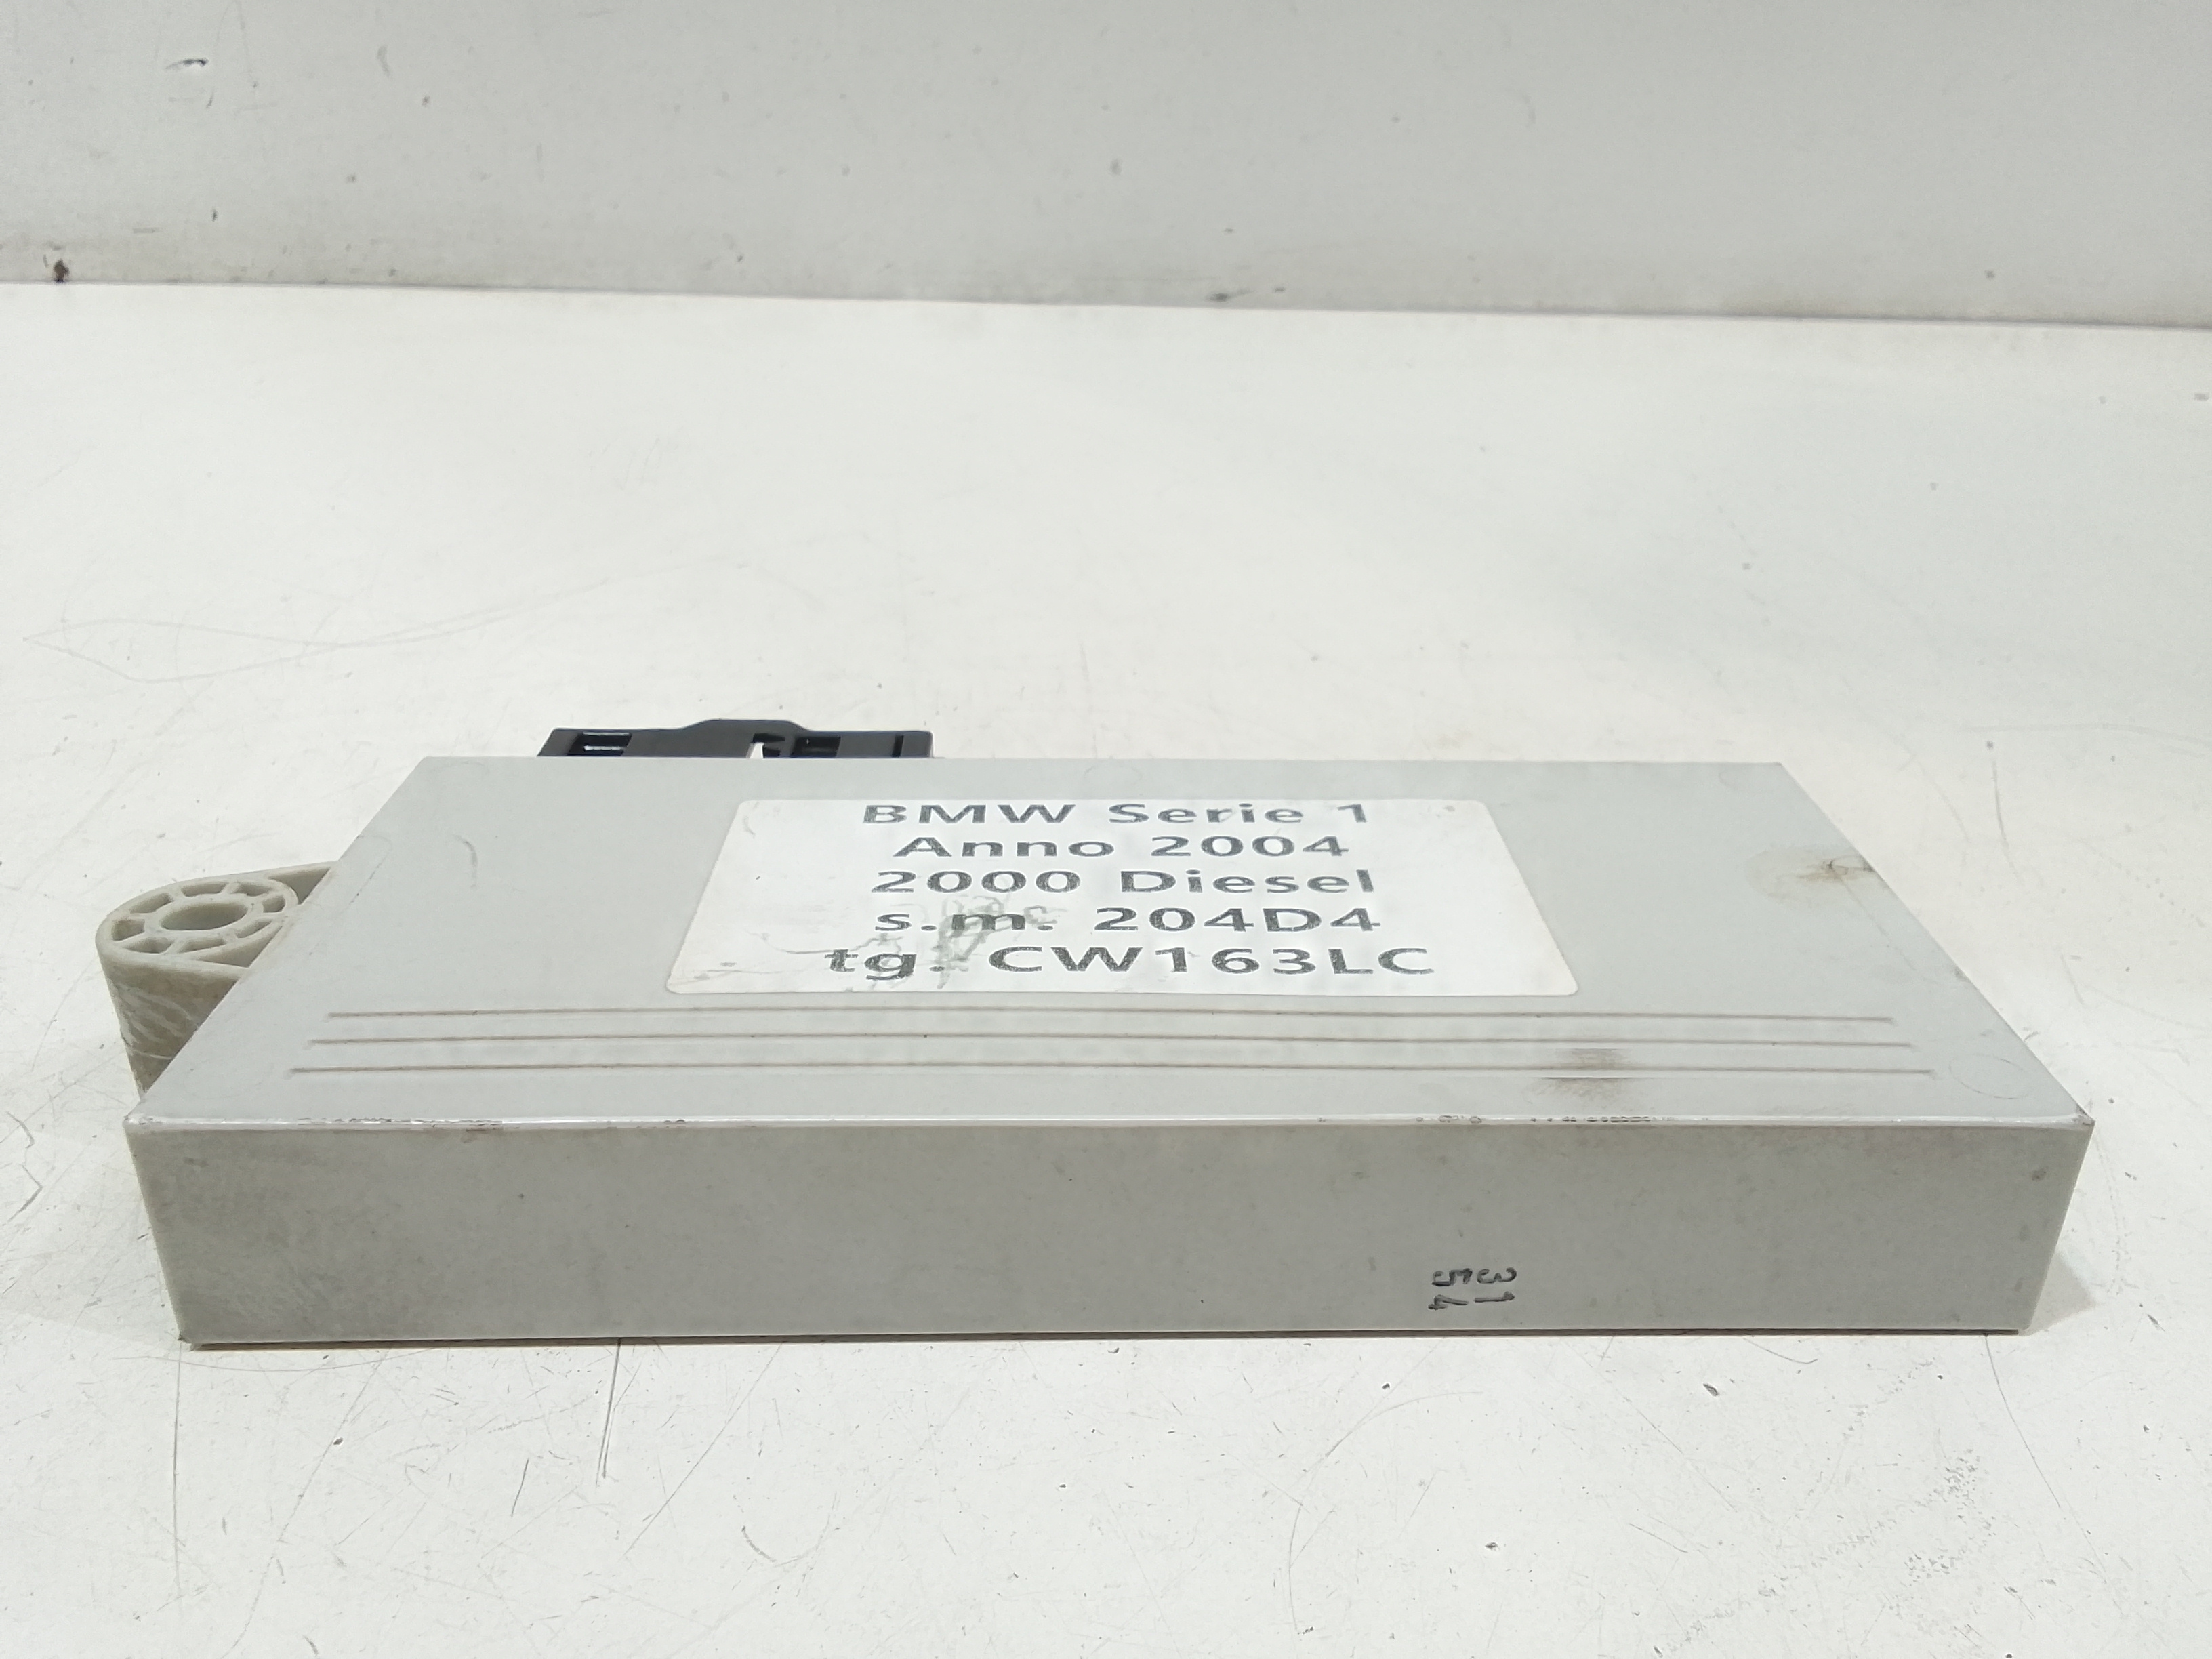 BMW Serie 1
Anno 2004
2000 Diesel
s.m. 204D4
tg. CW163LC